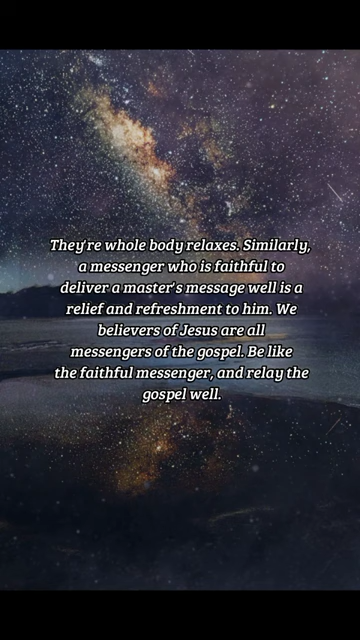 They're whole body relaxes. Similarly,
a messenger who is faithful to
deliver a master's message well is a
relief and refreshment to him. We
believers of Jesus are all
messengers of the gospel. Be like
the faithful messenger, and relay the
gospel well.